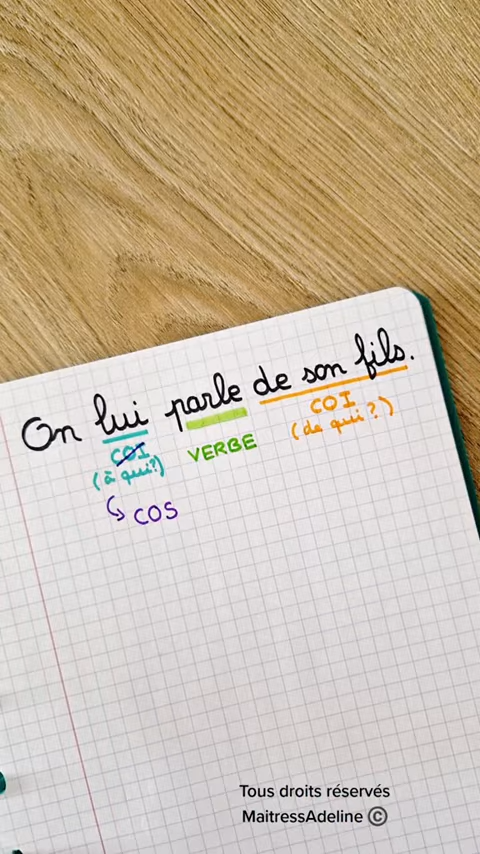 On lui parle de son fils.
COI VERBE COI
(à qui?) (de qui?)
↳ COS
Tous droits réservés
MaitressAdeline ©